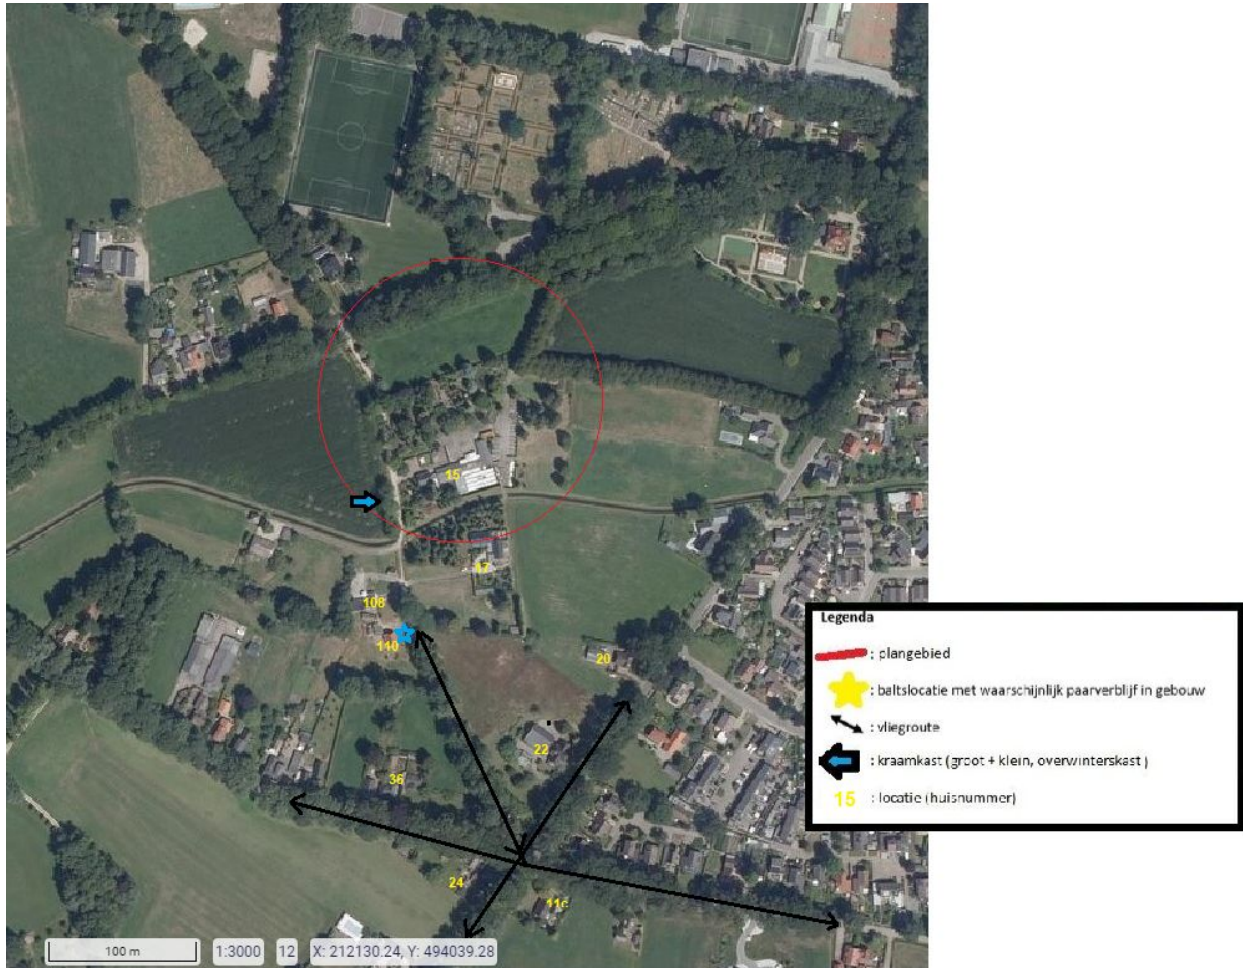 15
17
108
110
20
22
36
24
11c
Legenda
: plangebied
: baltslocatie met waarschijnlijk paarverblijf in gebouw
: vliegroute
: kraamkast (groot + klein, overwinterskast )
15 : locatie (huisnummer)
100 m 1:3000 12 X: 212130.24, Y: 494039.28